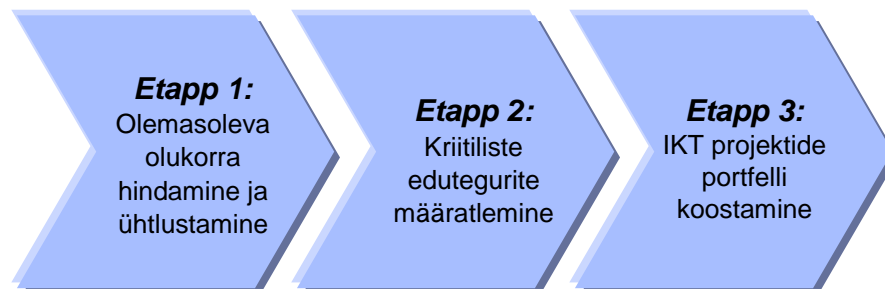 Etapp 1:
Olemasoleva
olukorra
hindamine ja
ühtlustamine
Etapp 2:
Kriitiliste
edutegurite
määratlemine
Etapp 3:
IKT projektide
portfelli
koostamine